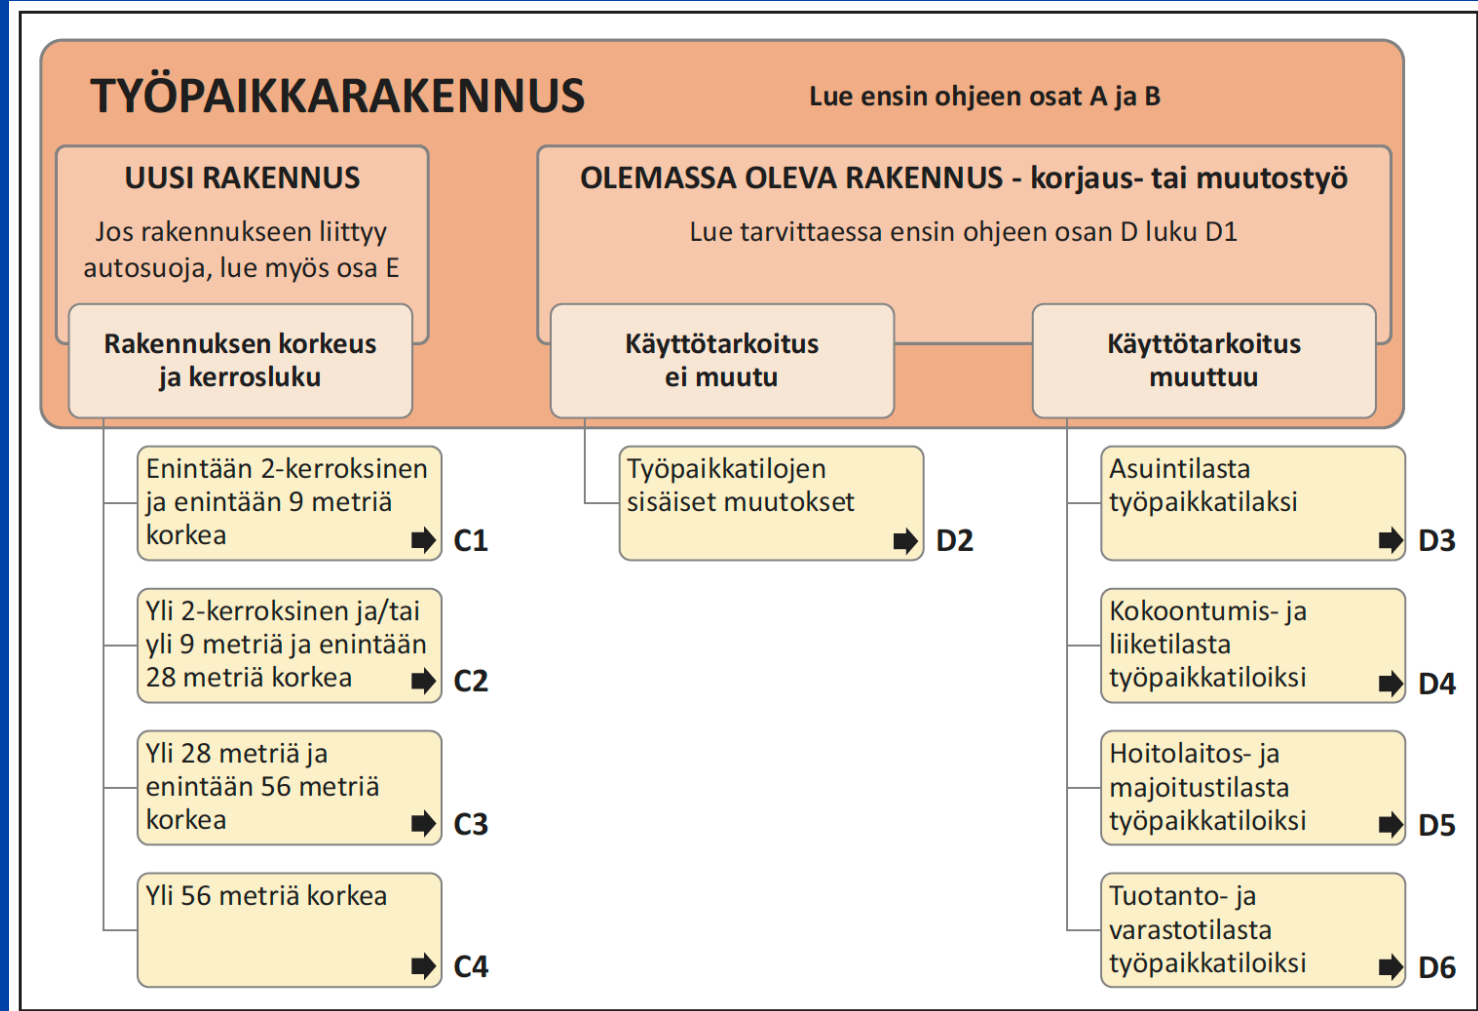 TYÖPAIKKARAKENNUS
Lue ensin ohjeen osat A ja B
UUSI RAKENNUS
Jos rakennukseen liittyy
autosuoja, lue myös osa E
Rakennuksen korkeus
ja kerrosluku
Enintään 2-kerroksinen
ja enintään 9 metriä
korkea
C1
Yli 2-kerroksinen ja/tai
yli 9 metriä ja enintään
28 metriä korkea
C2
Yli 28 metriä ja
enintään 56 metriä
korkea
C3
Yli 56 metriä korkea
C4
OLEMASSA OLEVA RAKENNUS - korjaus- tai muutostyö
Lue tarvittaessa ensin ohjeen osan D luku D1
Käyttötarkoitus
ei muutu
Työpaikkatilojen
sisäiset muutokset
D2
Käyttötarkoitus
muuttuu
Asuintilasta
työpaikkatilaksi
D3
Kokoontumis- ja
liiketilasta
työpaikkatiloiksi
D4
Hoitolaitos- ja
majoitustilasta
työpaikkatiloiksi
D5
Tuotanto- ja
varastotilasta
työpaikkatiloiksi
D6